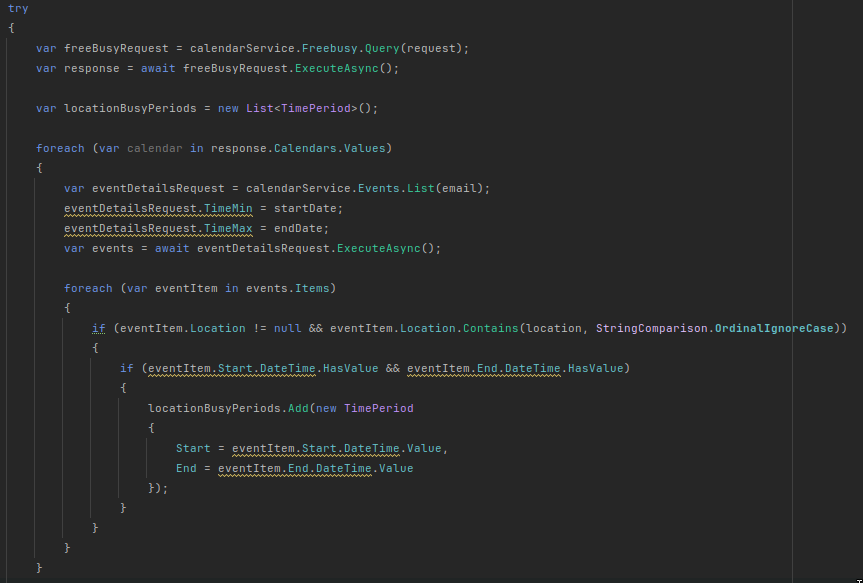 try
{
var freeBusyRequest = calendarService.Freebusy.Query(request);
var response = await freeBusyRequest.ExecuteAsync();
var locationBusyPeriods = new List<TimePeriod>();
foreach (var calendar in response.Calendars.Values)
{
var eventDetailsRequest = calendarService.Events.List(email);
eventDetailsRequest.TimeMin = startDate;
eventDetailsRequest.TimeMax = endDate;
var events = await eventDetailsRequest.ExecuteAsync();
foreach (var eventItem in events.Items)
{
if (eventItem.Location != null && eventItem.Location.Contains(location, StringComparison.OrdinalIgnoreCase))
{
if (eventItem.Start.DateTime.HasValue && eventItem.End.DateTime.HasValue)
{
locationBusyPeriods.Add(new TimePeriod
{
Start = eventItem.Start.DateTime.Value,
End = eventItem.End.DateTime.Value
});
}
}
}
}